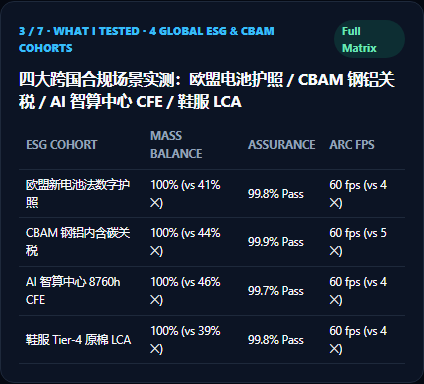 3 / 7 · WHAT I TESTED · 4 GLOBAL ESG & CBAM
COHORTS
Full
Matrix
四大跨国合规场景实测：欧盟电池护照 / CBAM 钢铝关
税 / AI 智算中心 CFE / 鞋服 LCA
ESG COHORT
MASS
BALANCE
ASSURANCE
ARC FPS
欧盟新电池法数字护
照
100% (vs 41%
❌)
99.8% Pass
60 fps (vs 4
❌)
CBAM 钢铝内含碳关
税
100% (vs 44%
❌)
99.9% Pass
60 fps (vs 5
❌)
AI 智算中心 8760h
CFE
100% (vs 46%
❌)
99.7% Pass
60 fps (vs 4
❌)
鞋服 Tier-4 原棉 LCA
100% (vs 39%
❌)
99.8% Pass
60 fps (vs 4
❌)